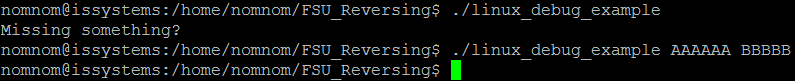 nomnom@issystems:/home/nomnom/FSU_Reversing$ ./linux_debug_example
Missing something?
nomnom@issystems:/home/nomnom/FSU_Reversing$ ./linux_debug_example AAAAAA BBBBB
nomnom@issystems:/home/nomnom/FSU_Reversing$